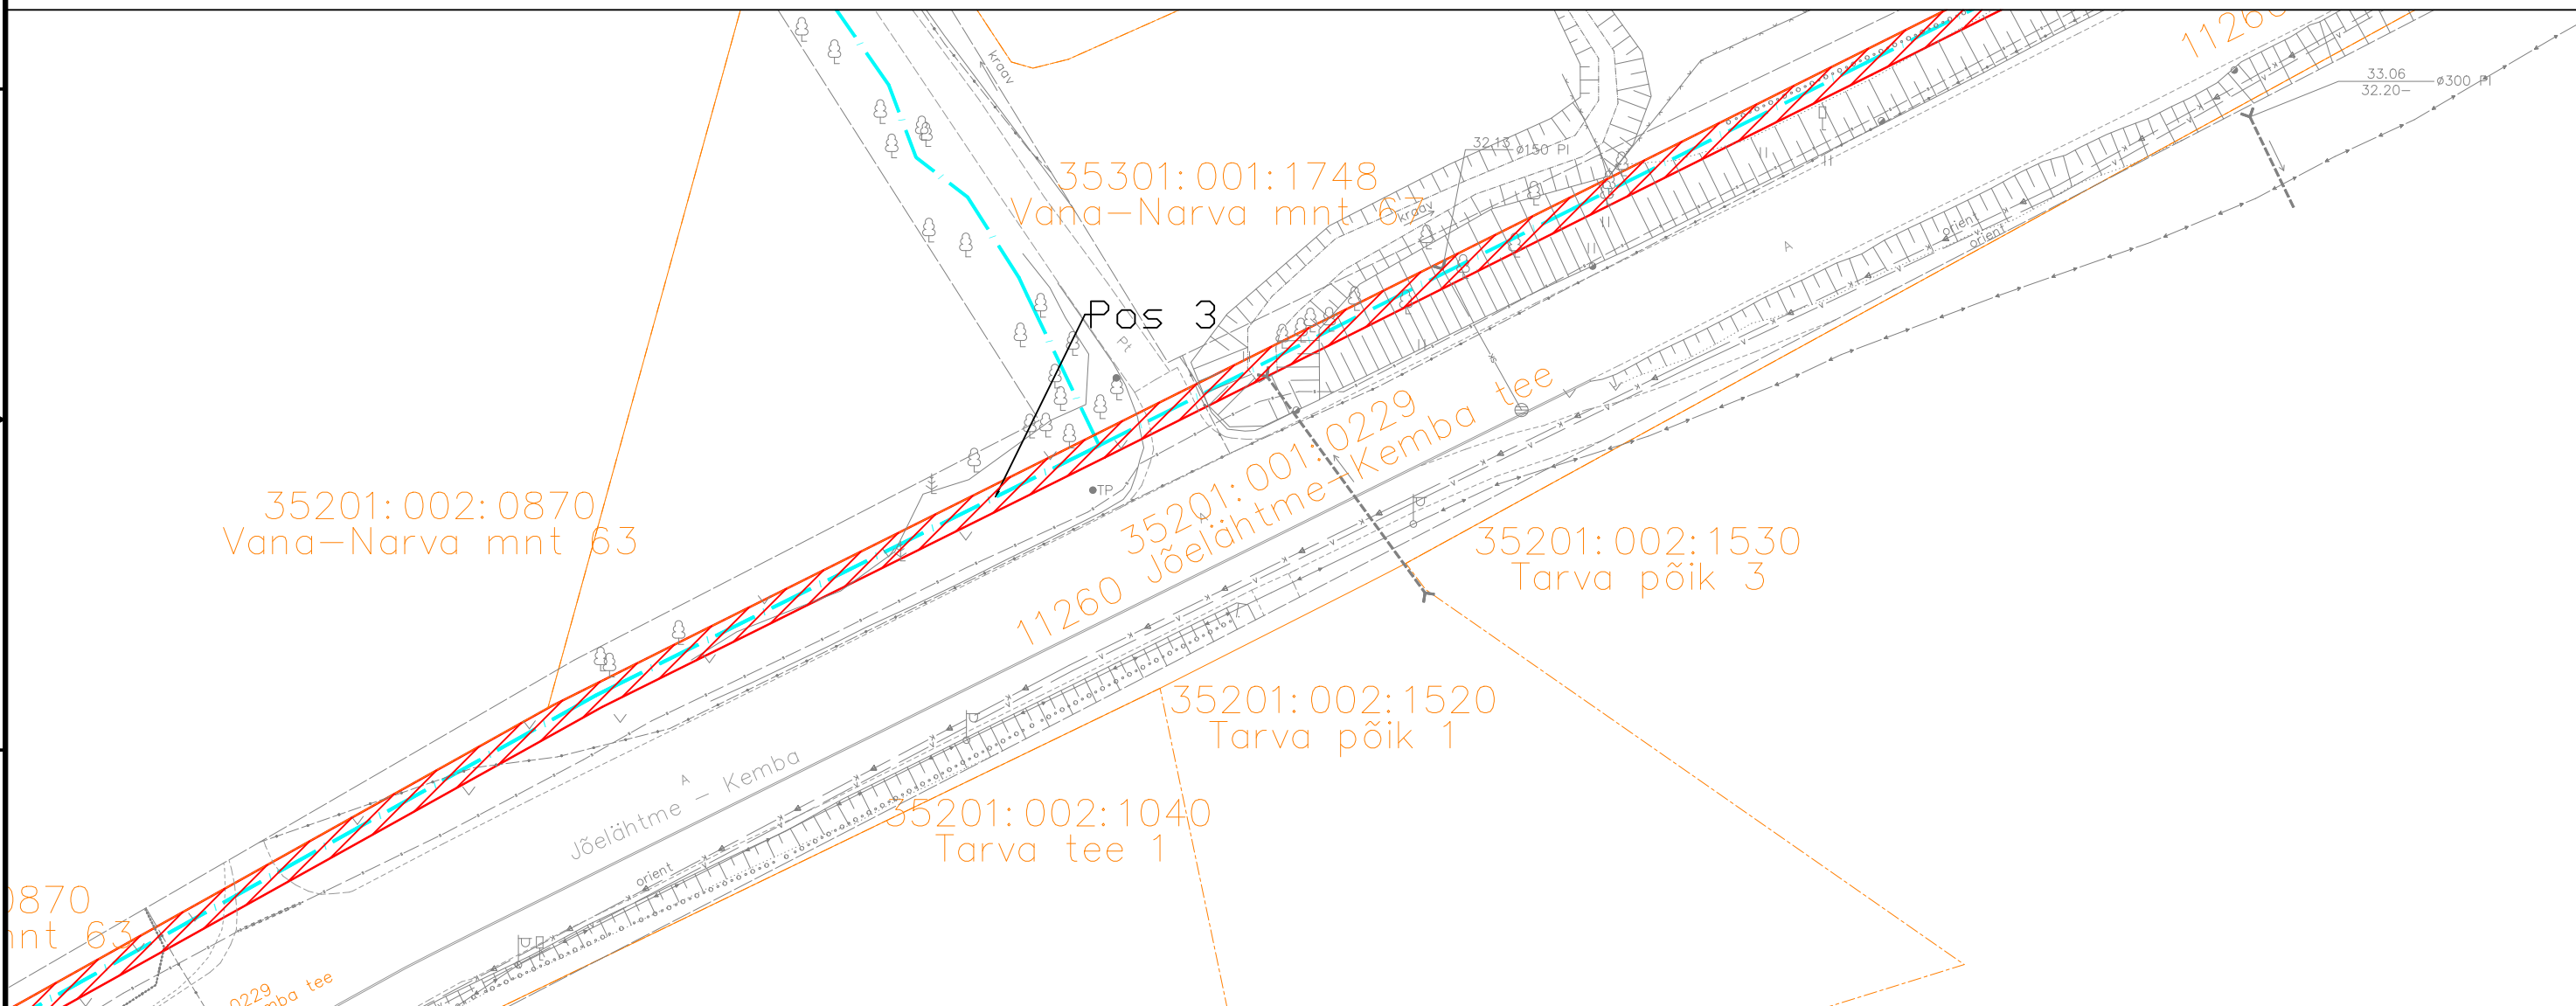 11260
33.06
ø300 Pl
32.20–
kraav
32.13
ø150 Pl
35301:001:1748
Vana–Narva mnt 67
kraav
orient
orient
A
Pos 3
Pt
35201:001:0229
11260 Jõelähtme–Kemba tee
35201:002:0870
Vana–Narva mnt 63
TP
A
35201:002:1530
Tarva põik 3
35201:002:1520
Tarva põik 1
A
Jõelähtme – Kemba
35201:002:1040
Tarva tee 1
orient
0870
mnt 63
0229
mba tee